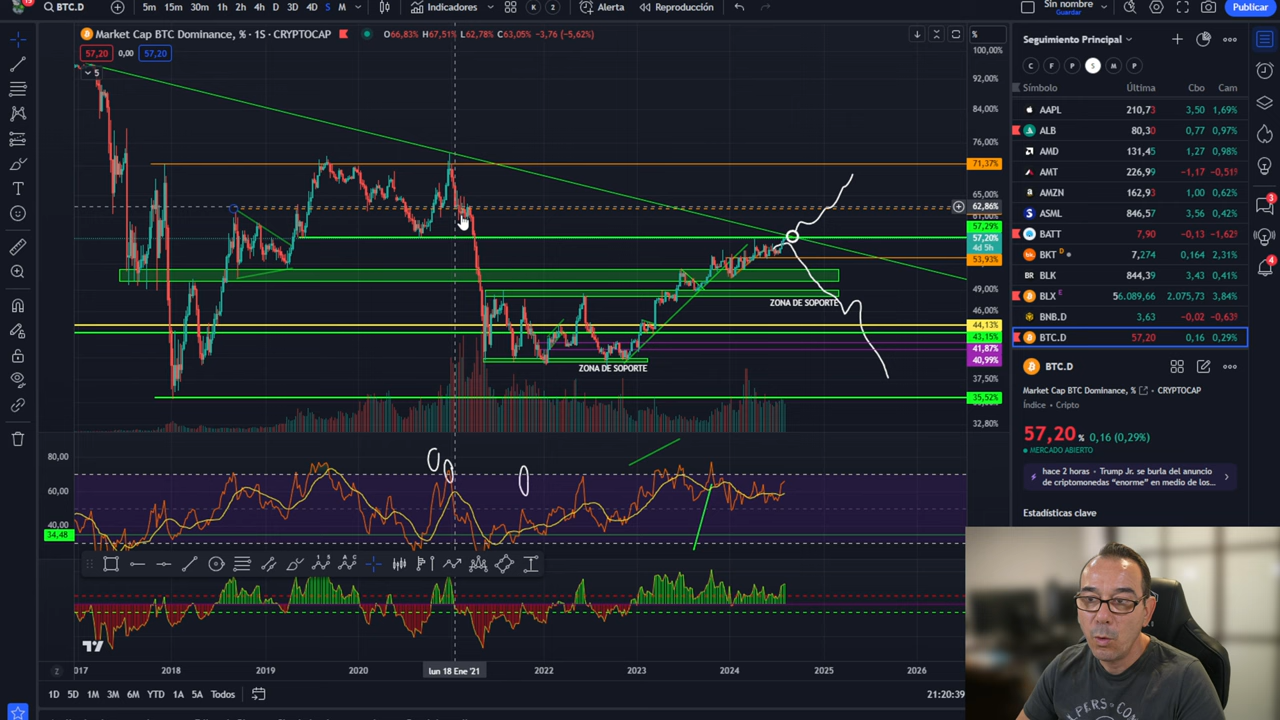 BTC.D
5m 15m 30m 1h 2h 4h D 3D 4D S M
Indicadores
Alerta
Reproducción
Sin nombre
Guardar
Publicar
Market Cap BTC Dominance, % · 1S · CRYPTOCAP
O66,83% H67,51% L62,78% C63,05% −3,76 (−5,62%)
57,20 0,00 57,20
5
%
100,00%
92,00%
84,00%
76,00%
71,37%
65,00%
62,86%
61,00%
57,29%
57,20%
4d 5h
53,93%
49,00%
46,00%
44,13%
43,15%
41,87%
40,99%
37,50%
35,52%
32,80%
ZONA DE SOPORTE
ZONA DE SOPORTE
80,00
60,00
40,00
34,48
2017 2018 2019 2020 lun 18 Ene '21 2022 2023 2024 2025 2026
1D 5D 1M 3M 6M YTD 1A 5A Todos
21:20:39
Seguimiento Principal
C F P S M P
Símbolo Última Cbo Cam
AAPL 210,73 3,50 1,69%
ALB 80,30 0,77 0,97%
AMD 131,45 1,27 0,98%
AMT 226,99 −1,17 −0,51%
AMZN 162,93 1,00 0,62%
ASML 846,57 3,56 0,42%
BATT 7,90 −0,13 −1,62%
BKT D 7,274 0,164 2,31%
BLK 844,39 3,43 0,41%
BLX E 56.089,66 2.075,73 3,84%
BNB.D 3,63 −0,02 −0,63%
BTC.D 57,20 0,16 0,29%
BTC.D
Market Cap BTC Dominance, % · CRYPTOCAP
Índice · Cripto
57,20 % 0,16 (0,29%)
MERCADO ABIERTO
hace 2 horas · Trump Jr. se burla del anuncio
de criptomonedas “enorme” en medio de los...
Estadísticas clave